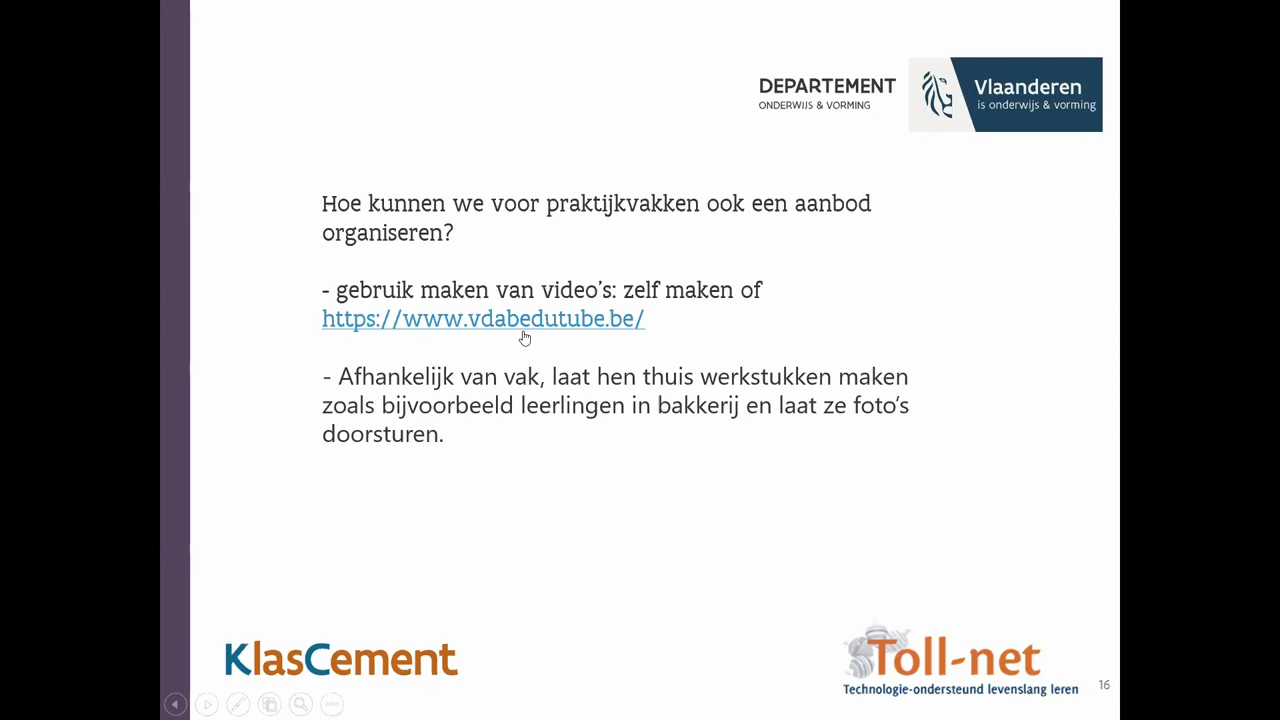 DEPARTEMENT
ONDERWIJS & VORMING
Vlaanderen
is onderwijs & vorming
Hoe kunnen we voor praktijkvakken ook een aanbod
organiseren?
- gebruik maken van video's: zelf maken of
https://www.vdabedutube.be/
- Afhankelijk van vak, laat hen thuis werkstukken maken
zoals bijvoorbeeld leerlingen in bakkerij en laat ze foto's
doorsturen.
KlasCement
Toll-net
Technologie-ondersteund levenslang leren
16